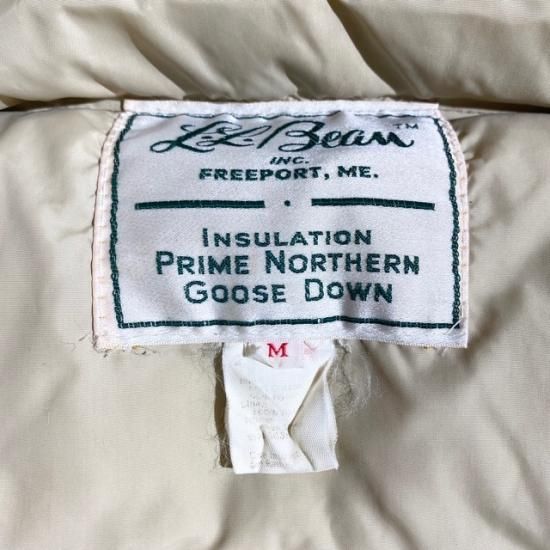 L.L.Bean™
INC.
FREEPORT, ME.
INSULATION
PRIME NORTHERN
GOOSE DOWN
M